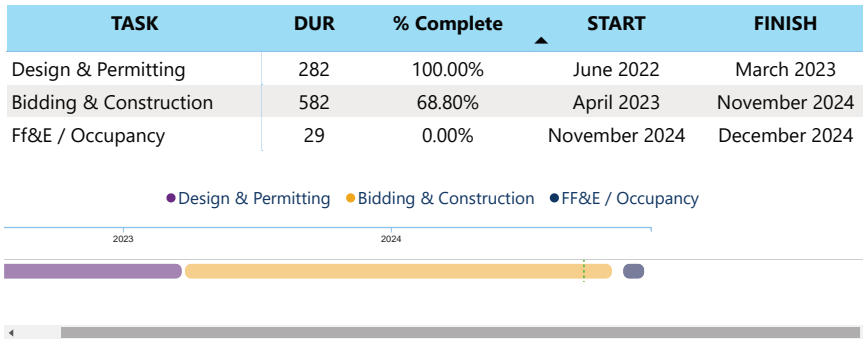 TASK DUR % Complete START FINISH
Design & Permitting 282 100.00% June 2022 March 2023
Bidding & Construction 582 68.80% April 2023 November 2024
Ff&E / Occupancy 29 0.00% November 2024 December 2024
Design & Permitting Bidding & Construction FF&E / Occupancy
2023 2024